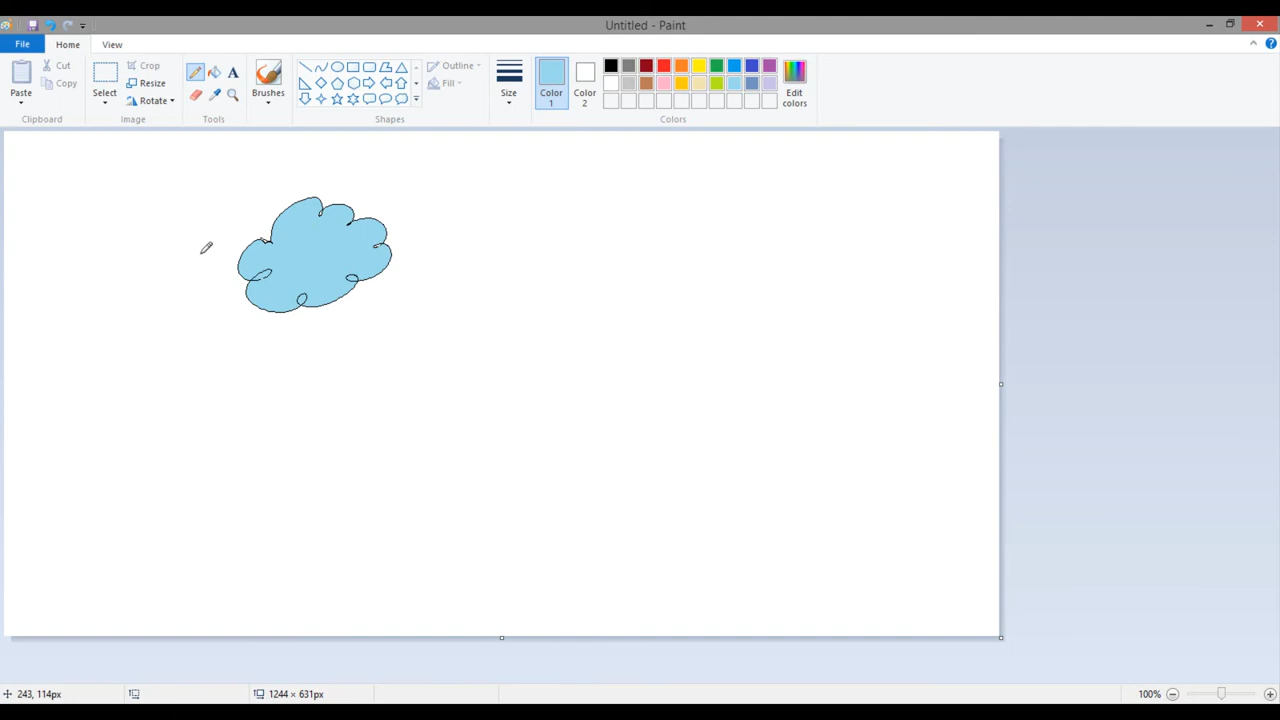 Untitled - Paint
File Home View
Paste
Cut
Copy
Clipboard
Select
Crop
Resize
Rotate
Image
A
Tools
Brushes
Shapes
Outline
Fill
Size
Color 1
Color 2
Edit colors
Colors
243, 114px
1244 × 631px
100%